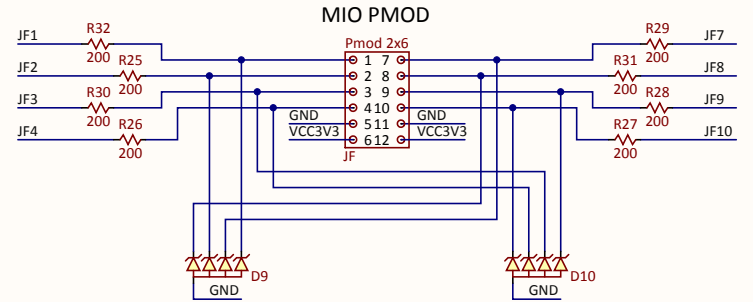 MIO PMOD
JF1 R32 200
JF2 R25 200
JF3 R30 200
JF4 R26 200
Pmod 2x6
1 7
2 8
3 9
4 10
GND 5 11 GND
VCC3V3 6 12 VCC3V3
JF
R29 200 JF7
R31 200 JF8
R28 200 JF9
R27 200 JF10
D9
GND
D10
GND